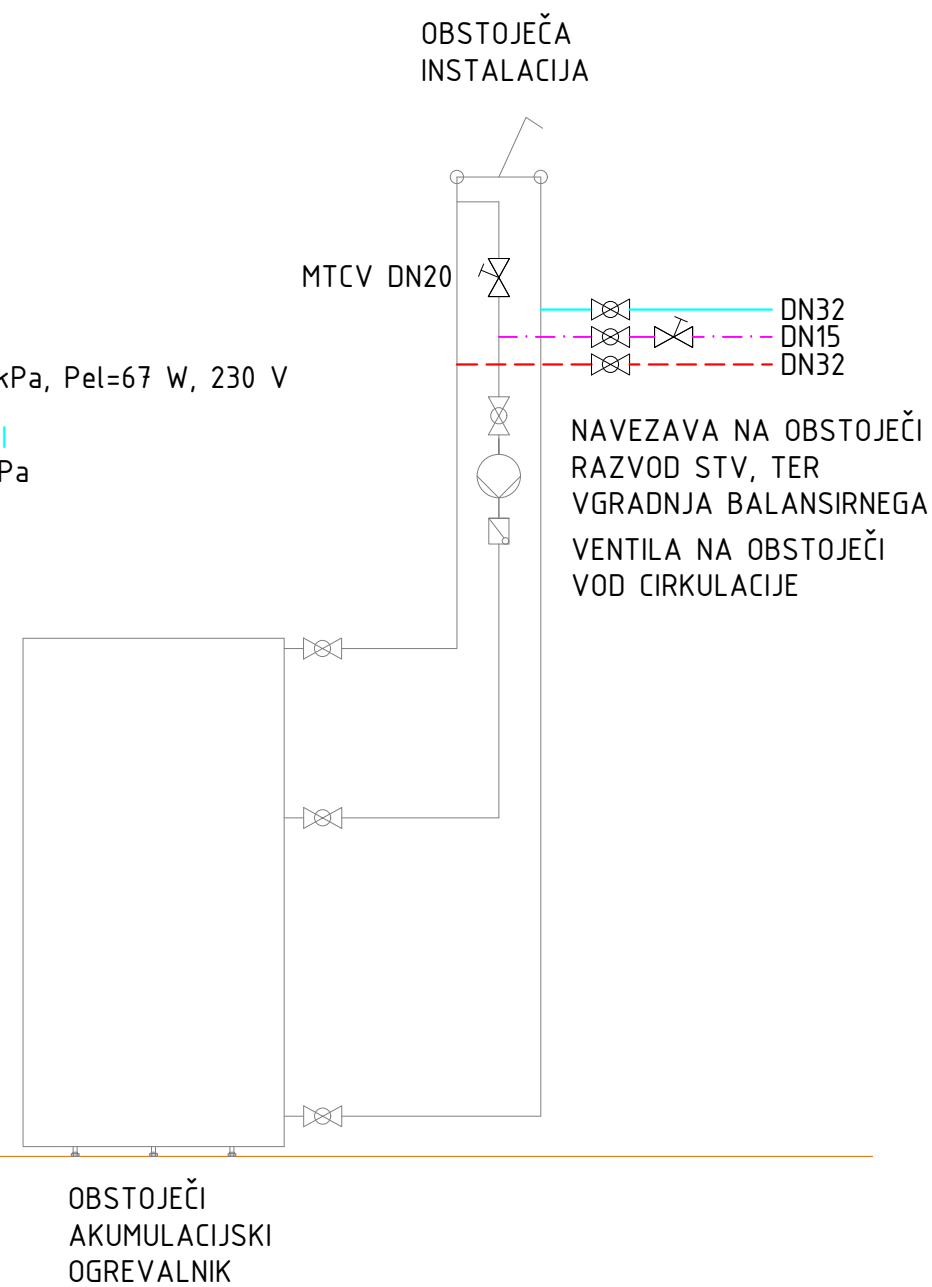 OBSTOJEČA
INSTALACIJA
MTCV DN20
DN32
DN15
DN32
kPa, Pel=67 W, 230 V
Pa
NAVEZAVA NA OBSTOJEČI
RAZVOD STV, TER
VGRADNJA BALANSIRNEGA
VENTILA NA OBSTOJEČI
VOD CIRKULACIJE
OBSTOJEČI
AKUMULACIJSKI
OGREVALNIK